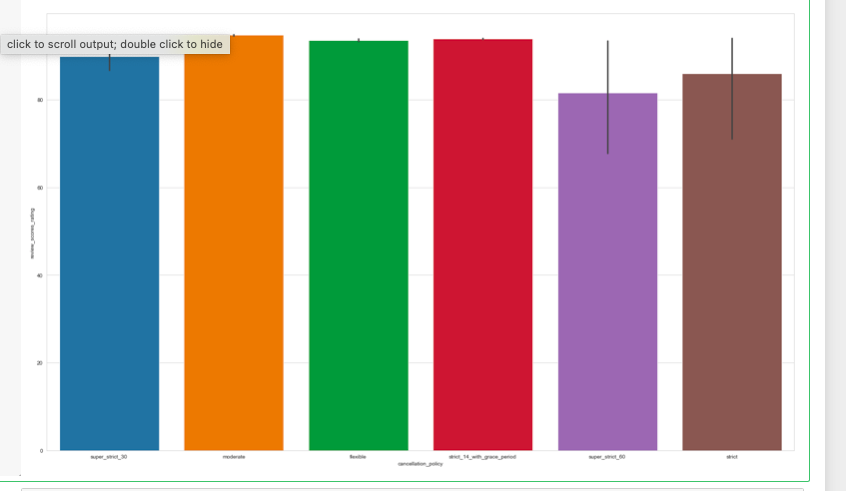 click to scroll output; double click to hide
80
60
40
20
0
review_scores_rating
super_strict_30 moderate flexible strict_14_with_grace_period super_strict_60 strict
cancellation_policy